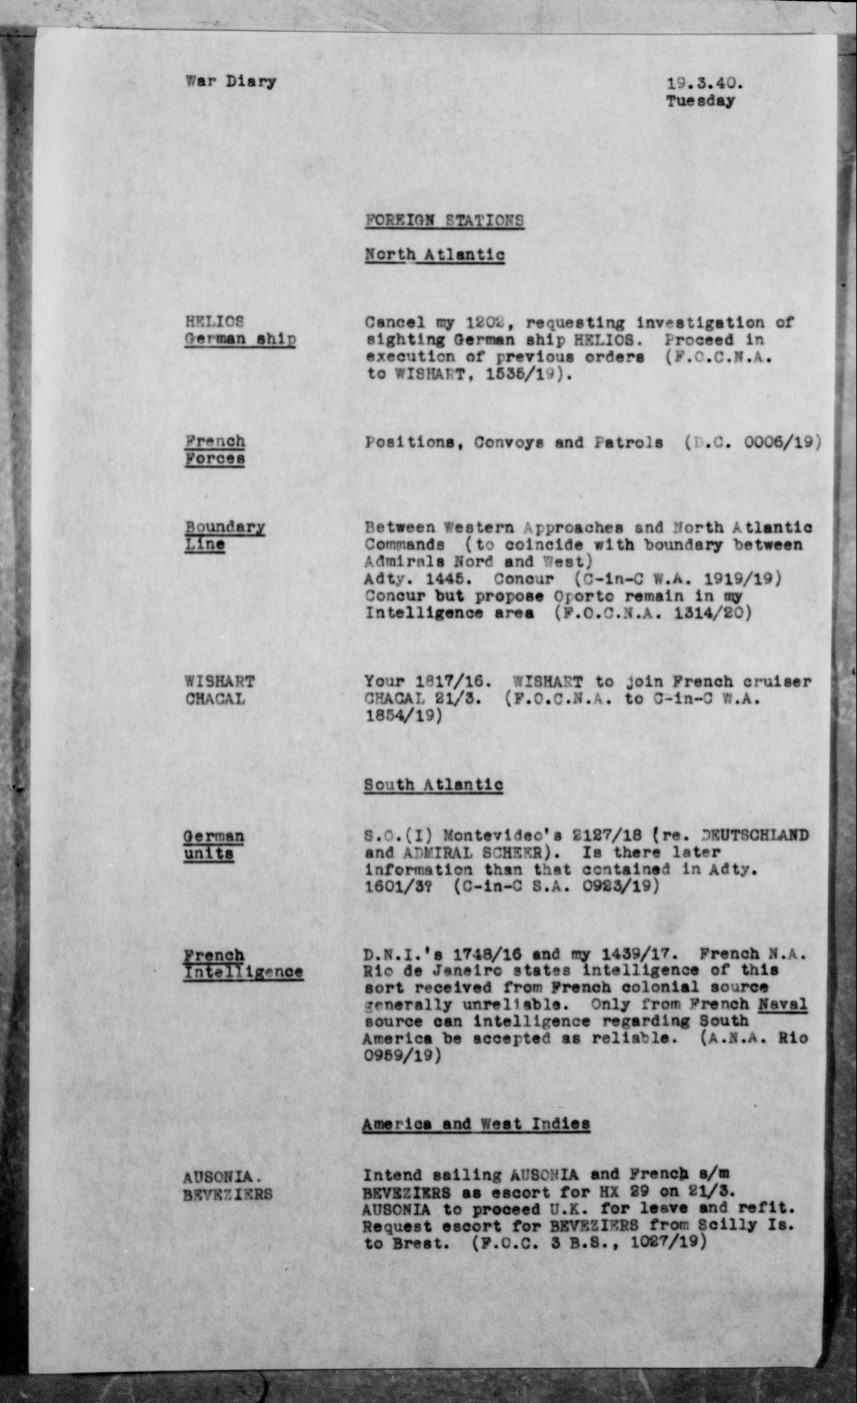 War Diary
19.3.40.
Tuesday
FOREIGN STATIONS
North Atlantic
HELIOS
German ship
Cancel my 1202, requesting investigation of
sighting German ship HELIOS. Proceed in
execution of previous orders (F.O.C.N.A.
to WISHART, 1535/19).
French
Forces
Positions, Convoys and Patrols (D.C. 0006/19)
Boundary
Line
Between Western Approaches and North Atlantic
Commands (to coincide with boundary between
Admirals Nord and West)
Adty. 1445. Concur (C-in-C W.A. 1919/19)
Concur but propose Oporto remain in my
Intelligence area (F.O.C.N.A. 1314/20)
WISHART
CHACAL
Your 1817/16. WISHART to join French cruiser
CHACAL 21/3. (F.O.C.N.A. to C-in-C W.A.
1854/19)
South Atlantic
German
units
S.O.(I) Montevideo's 2127/18 (re. DEUTSCHLAND
and ADMIRAL SCHEER). Is there later
information than that contained in Adty.
1601/3? (C-in-C S.A. 0923/19)
French
Intelligence
D.N.I.'s 1748/16 and my 1439/17. French N.A.
Rio de Janeiro states intelligence of this
sort received from French colonial source
generally unreliable. Only from French Naval
source can intelligence regarding South
America be accepted as reliable. (A.N.A. Rio
0959/19)
America and West Indies
AUSONIA.
BEVEZIERS
Intend sailing AUSONIA and French s/m
BEVEZIERS as escort for HX 29 on 21/3.
AUSONIA to proceed U.K. for leave and refit.
Request escort for BEVEZIERS from Scilly Is.
to Brest. (F.O.C. 3 B.S., 1027/19)